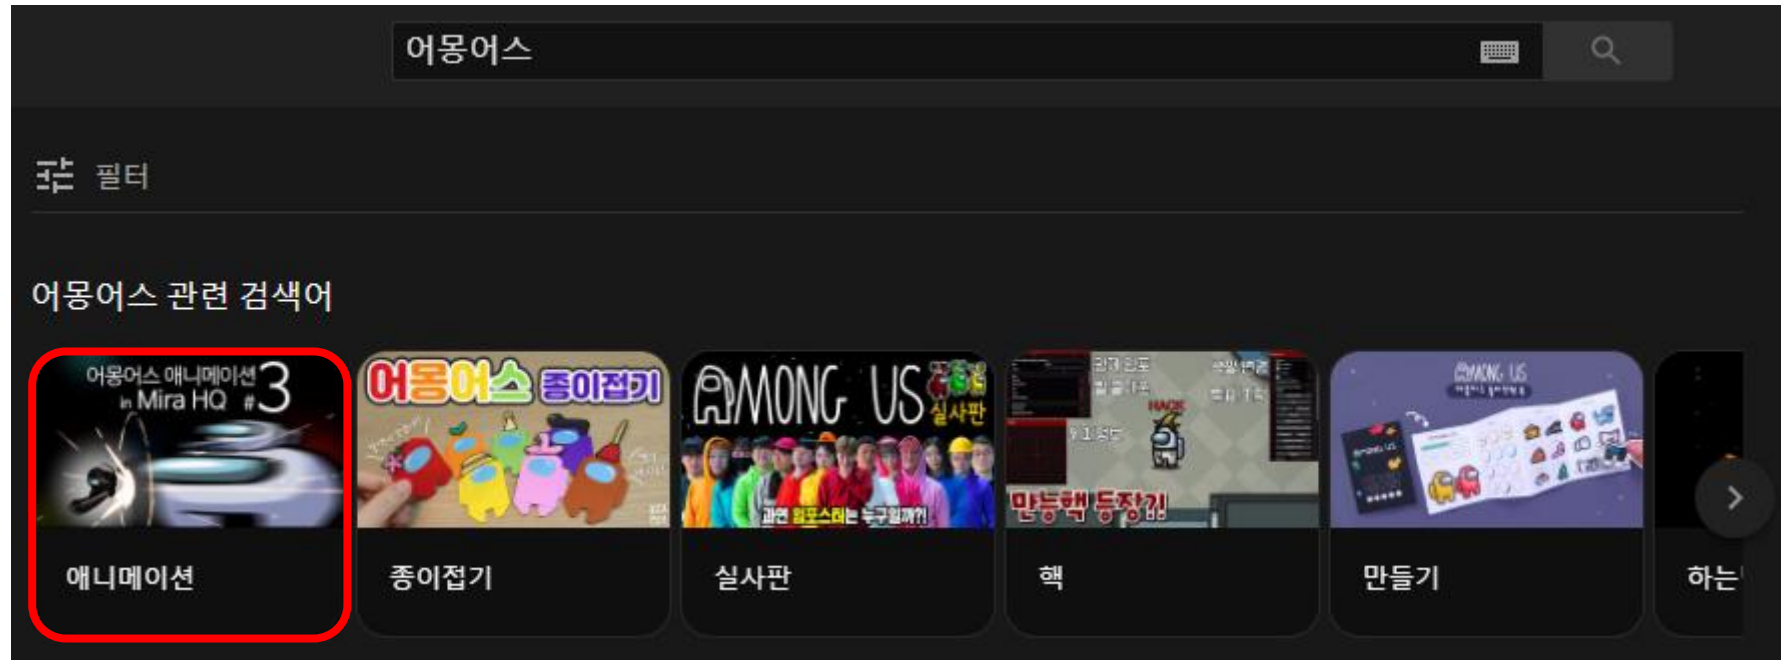 어몽어스
필터
어몽어스 관련 검색어
어몽어스 애니메이션 3
in Mira HQ #
어몽어스 종이접기
AMONG US
실사판
과연 임포스터는 누구일까?!
HACK
만능핵 등장!!
AMONG US
애니메이션
종이접기
실사판
핵
만들기
하는